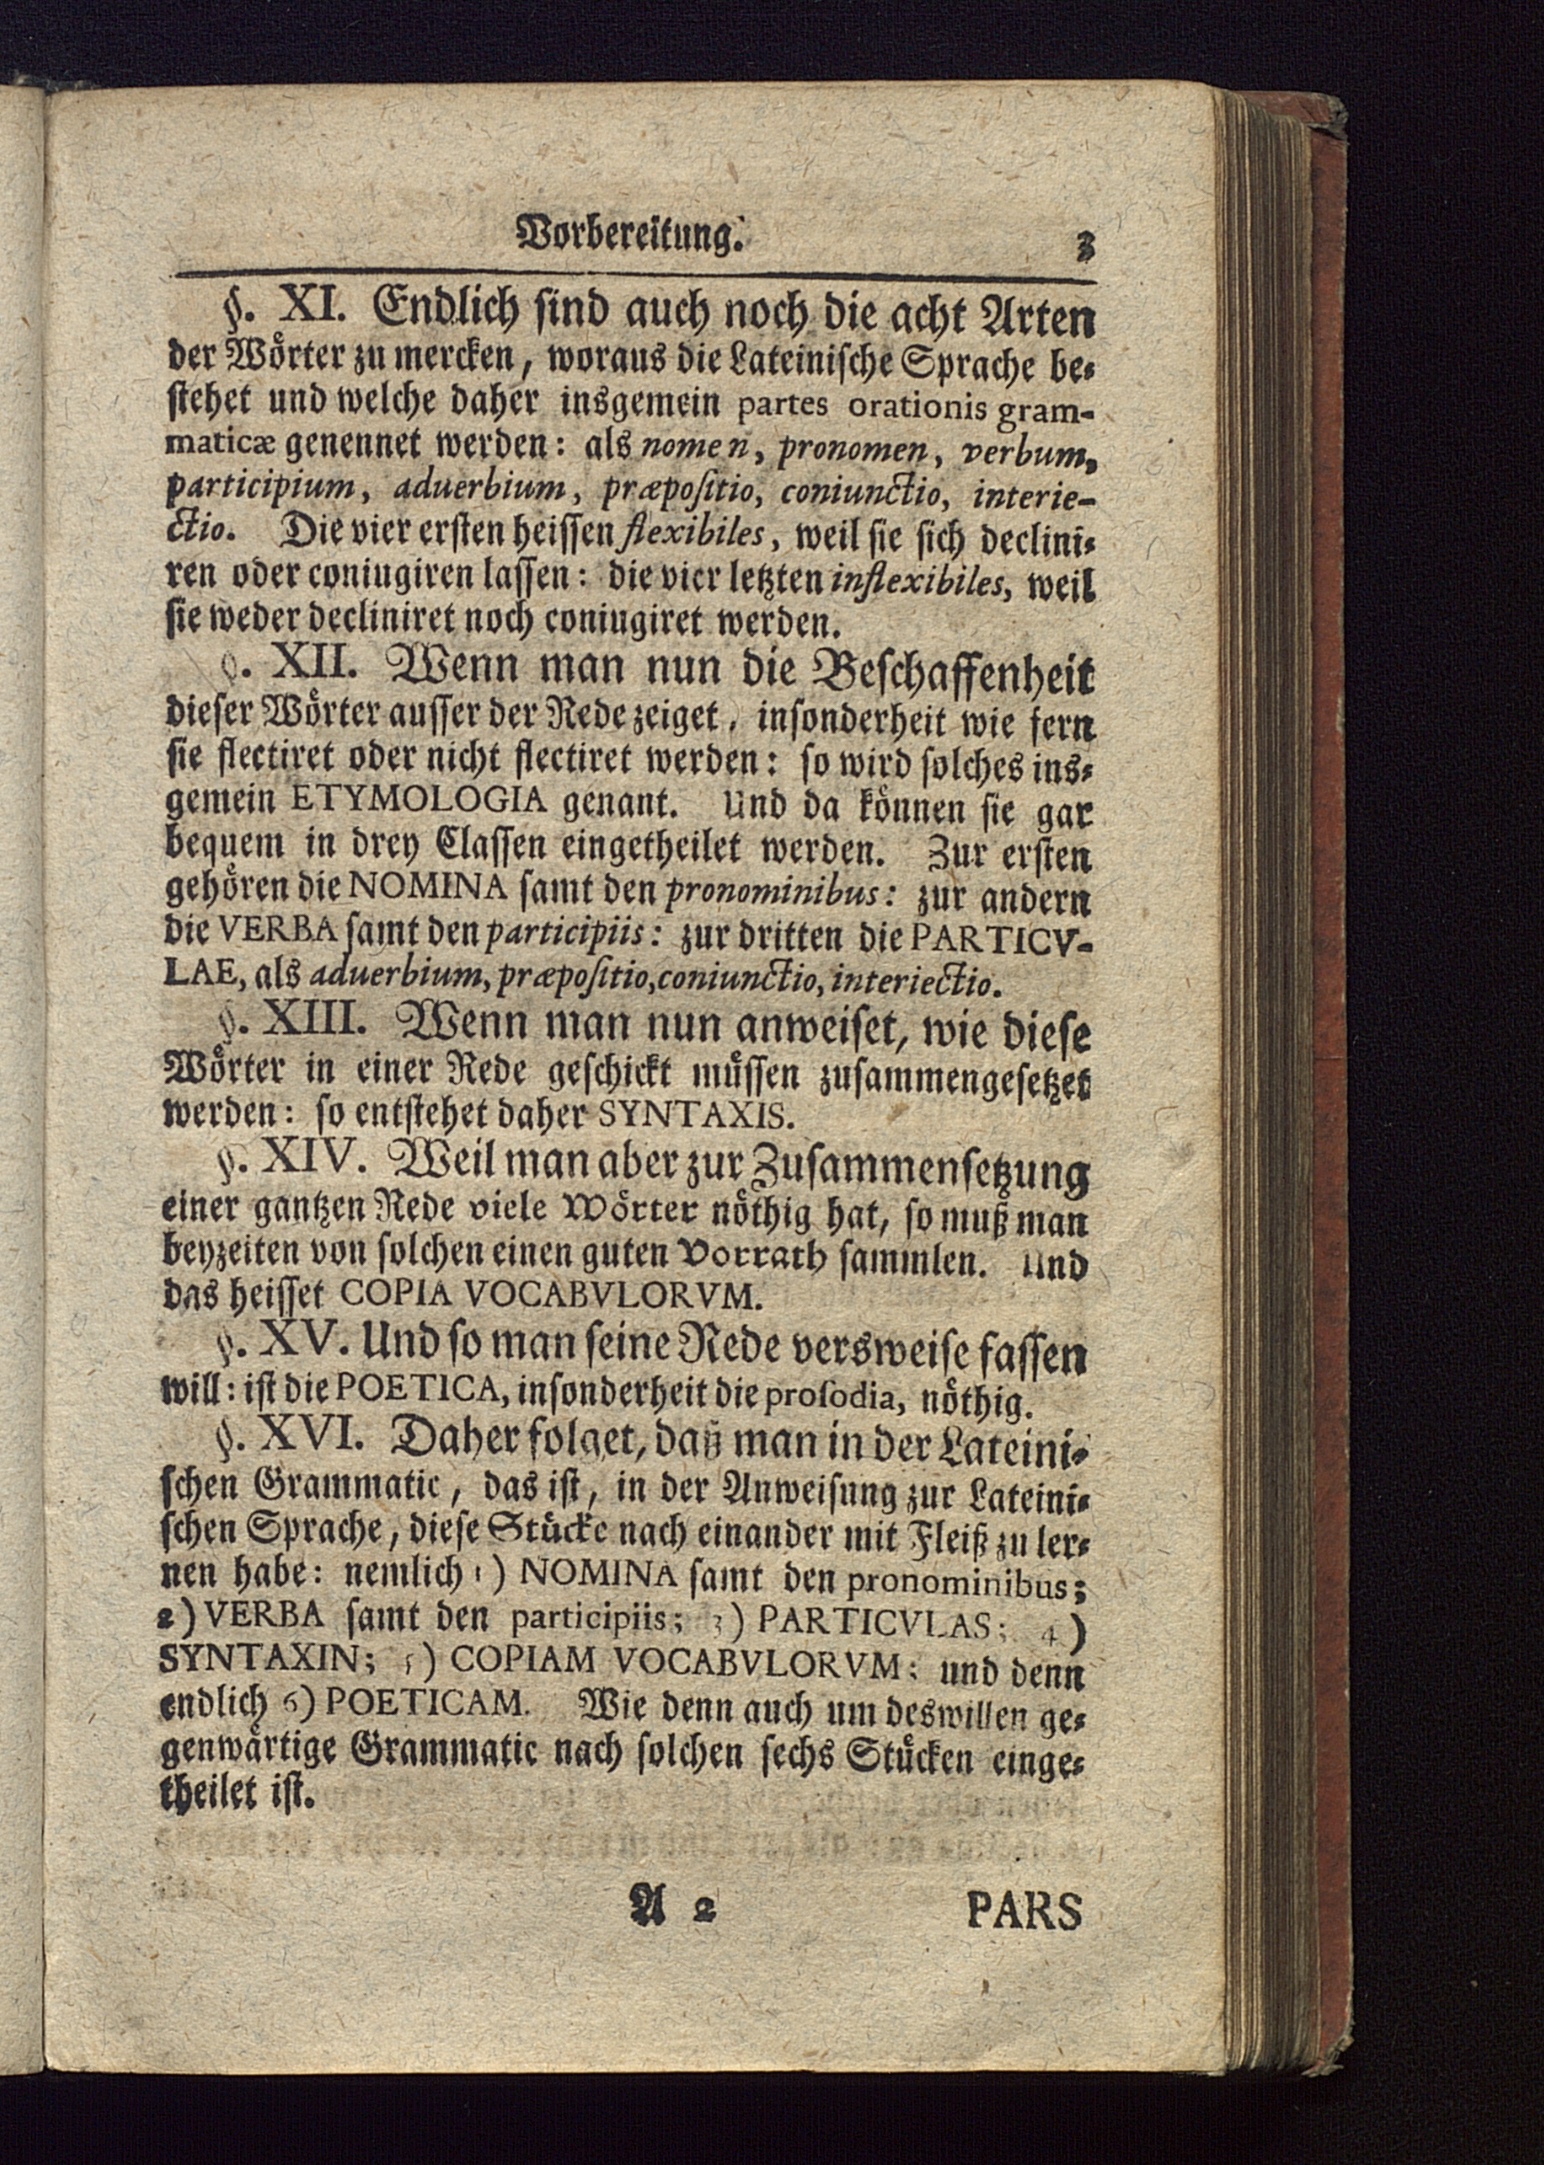 Vorbereitung. 3
§. XI. Endlich sind auch noch die acht Arten
der Wörter zu mercken, woraus die Lateinische Sprache be-
stehet und welche daher insgemein partes orationis gram-
maticæ genennet werden: als nomen, pronomen, verbum,
participium, aduerbium, præpositio, coniunctio, interie-
ctio. Die vier ersten heissen flexibiles, weil sie sich declini-
ren oder coniugiren lassen: die vier letzten inflexibiles, weil
sie weder decliniret noch coniugiret werden.
§. XII. Wenn man nun die Beschaffenheit
dieser Wörter ausser der Rede zeiget, insonderheit wie fern
sie flectiret oder nicht flectiret werden: so wird solches ins-
gemein ETYMOLOGIA genant. Und da können sie gar
bequem in drey Classen eingetheilet werden. Zur ersten
gehören die NOMINA samt den pronominibus: zur andern
die VERBA samt den participiis: zur dritten die PARTICV-
LAE, als aduerbium, præpositio, coniunctio, interiectio.
§. XIII. Wenn man nun anweiset, wie diese
Wörter in einer Rede geschickt müssen zusammengesetzet
werden: so entstehet daher SYNTAXIS.
§. XIV. Weil man aber zur Zusammensetzung
einer gantzen Rede viele Wörter nöthig hat, so muß man
beyzeiten von solchen einen guten Vorrath sammlen. Und
das heisset COPIA VOCABVLORVM.
§. XV. Und so man seine Rede versweise fassen
will: ist die POETICA, insonderheit die prosodia, nöthig.
§. XVI. Daher folget, daß man in der Lateini-
schen Grammatic, das ist, in der Anweisung zur Lateini-
schen Sprache, diese Stücke nach einander mit Fleiß zu ler-
nen habe: nemlich 1) NOMINA samt den pronominibus;
2) VERBA samt den participiis; 3) PARTICVLAS; 4)
SYNTAXIN; 5) COPIAM VOCABVLORVM; und denn
endlich 6) POETICAM. Wie denn auch um deswillen ge-
genwärtige Grammatic nach solchen sechs Stücken einge-
theilet ist.
A 2 PARS